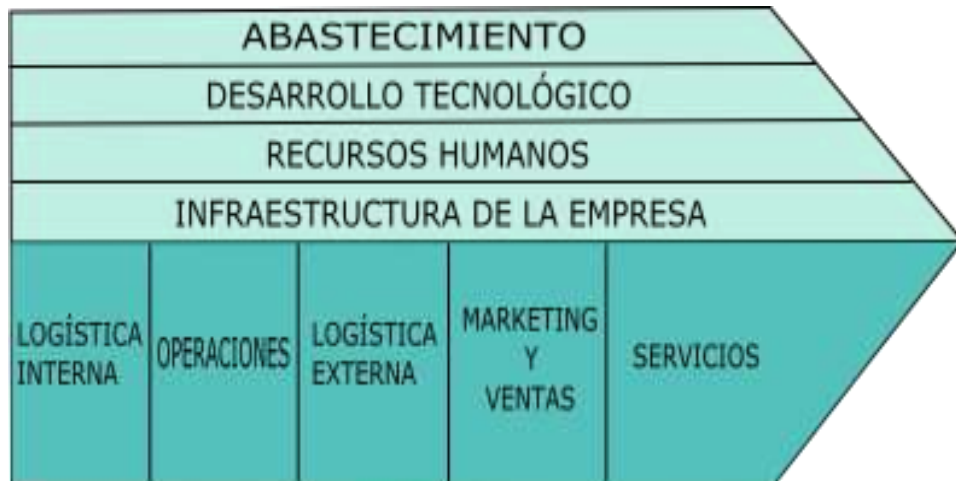 ABASTECIMIENTO
DESARROLLO TECNOLÓGICO
RECURSOS HUMANOS
INFRAESTRUCTURA DE LA EMPRESA
LOGÍSTICA
INTERNA
OPERACIONES
LOGÍSTICA
EXTERNA
MARKETING
Y
VENTAS
SERVICIOS